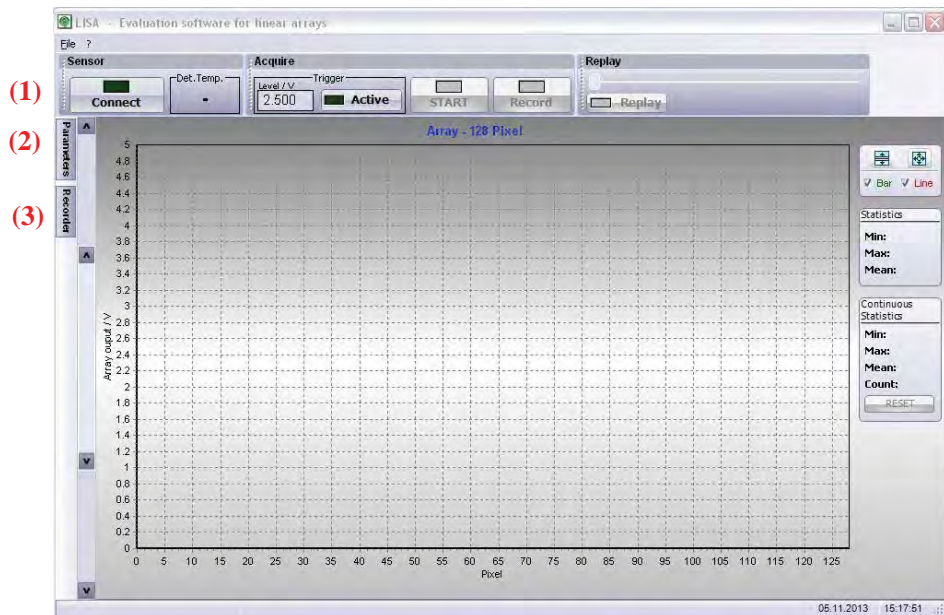 LISA - Evaluation software for linear arrays
File ?
Sensor
Acquire
Replay
(1)
Connect
Det.Temp.
-
Level / V
2.500
Trigger
Active
START
Record
Replay
(2)
Parameters
(3)
Recorder
Array - 128 Pixel
Array ouput / V
5
4.8
4.6
4.4
4.2
4
3.8
3.6
3.4
3.2
3
2.8
2.6
2.4
2.2
2
1.8
1.6
1.4
1.2
1
0.8
0.6
0.4
0.2
0
0 5 10 15 20 25 30 35 40 45 50 55 60 65 70 75 80 85 90 95 100 105 110 115 120 125
Pixel
Bar Line
Statistics
Min:
Max:
Mean:
Continuous
Statistics
Min:
Max:
Mean:
Count:
RESET
05.11.2013 15:17:51